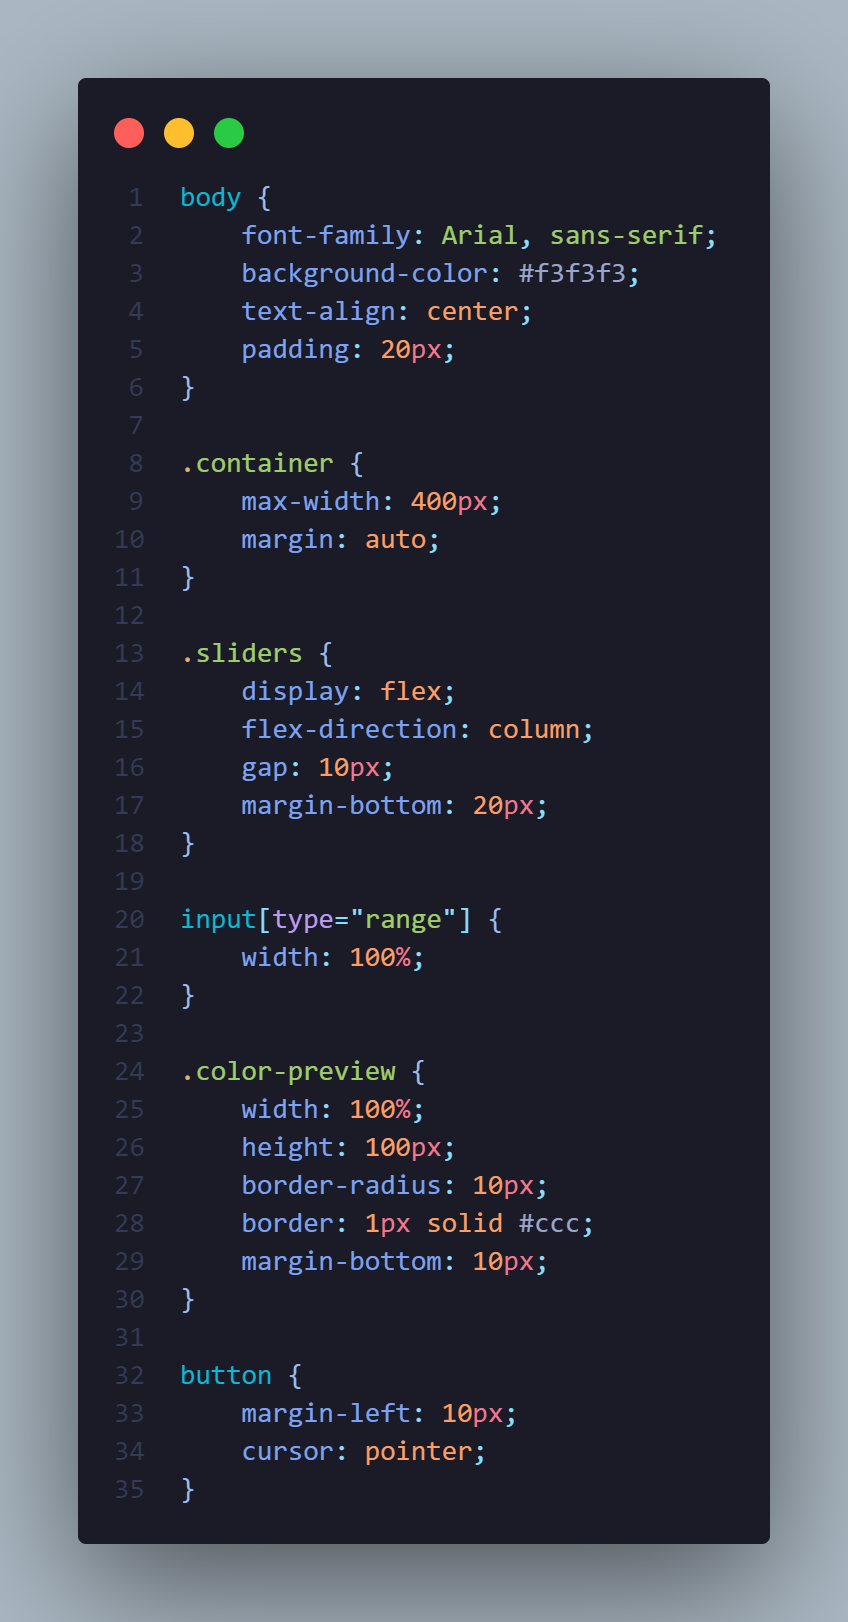 1 body {
2     font-family: Arial, sans-serif;
3     background-color: #f3f3f3;
4     text-align: center;
5     padding: 20px;
6 }
7
8 .container {
9     max-width: 400px;
10     margin: auto;
11 }
12
13 .sliders {
14     display: flex;
15     flex-direction: column;
16     gap: 10px;
17     margin-bottom: 20px;
18 }
19
20 input[type="range"] {
21     width: 100%;
22 }
23
24 .color-preview {
25     width: 100%;
26     height: 100px;
27     border-radius: 10px;
28     border: 1px solid #ccc;
29     margin-bottom: 10px;
30 }
31
32 button {
33     margin-left: 10px;
34     cursor: pointer;
35 }